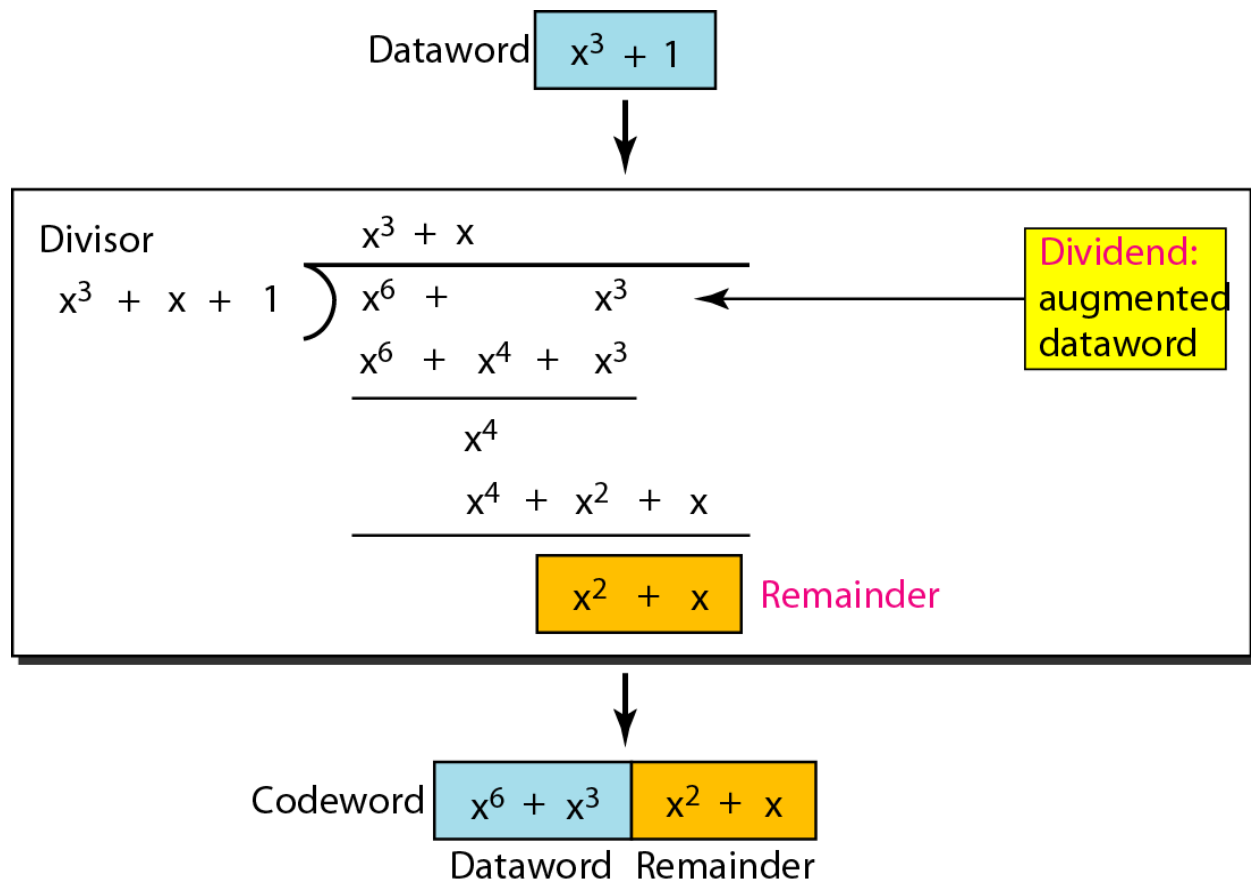 Dataword x³ + 1
Divisor
x³ + x
x³ + x + 1
x⁶ + x³
Dividend:
augmented
dataword
x⁶ + x⁴ + x³
x⁴
x⁴ + x² + x
x² + x Remainder
Codeword x⁶ + x³ x² + x
Dataword Remainder